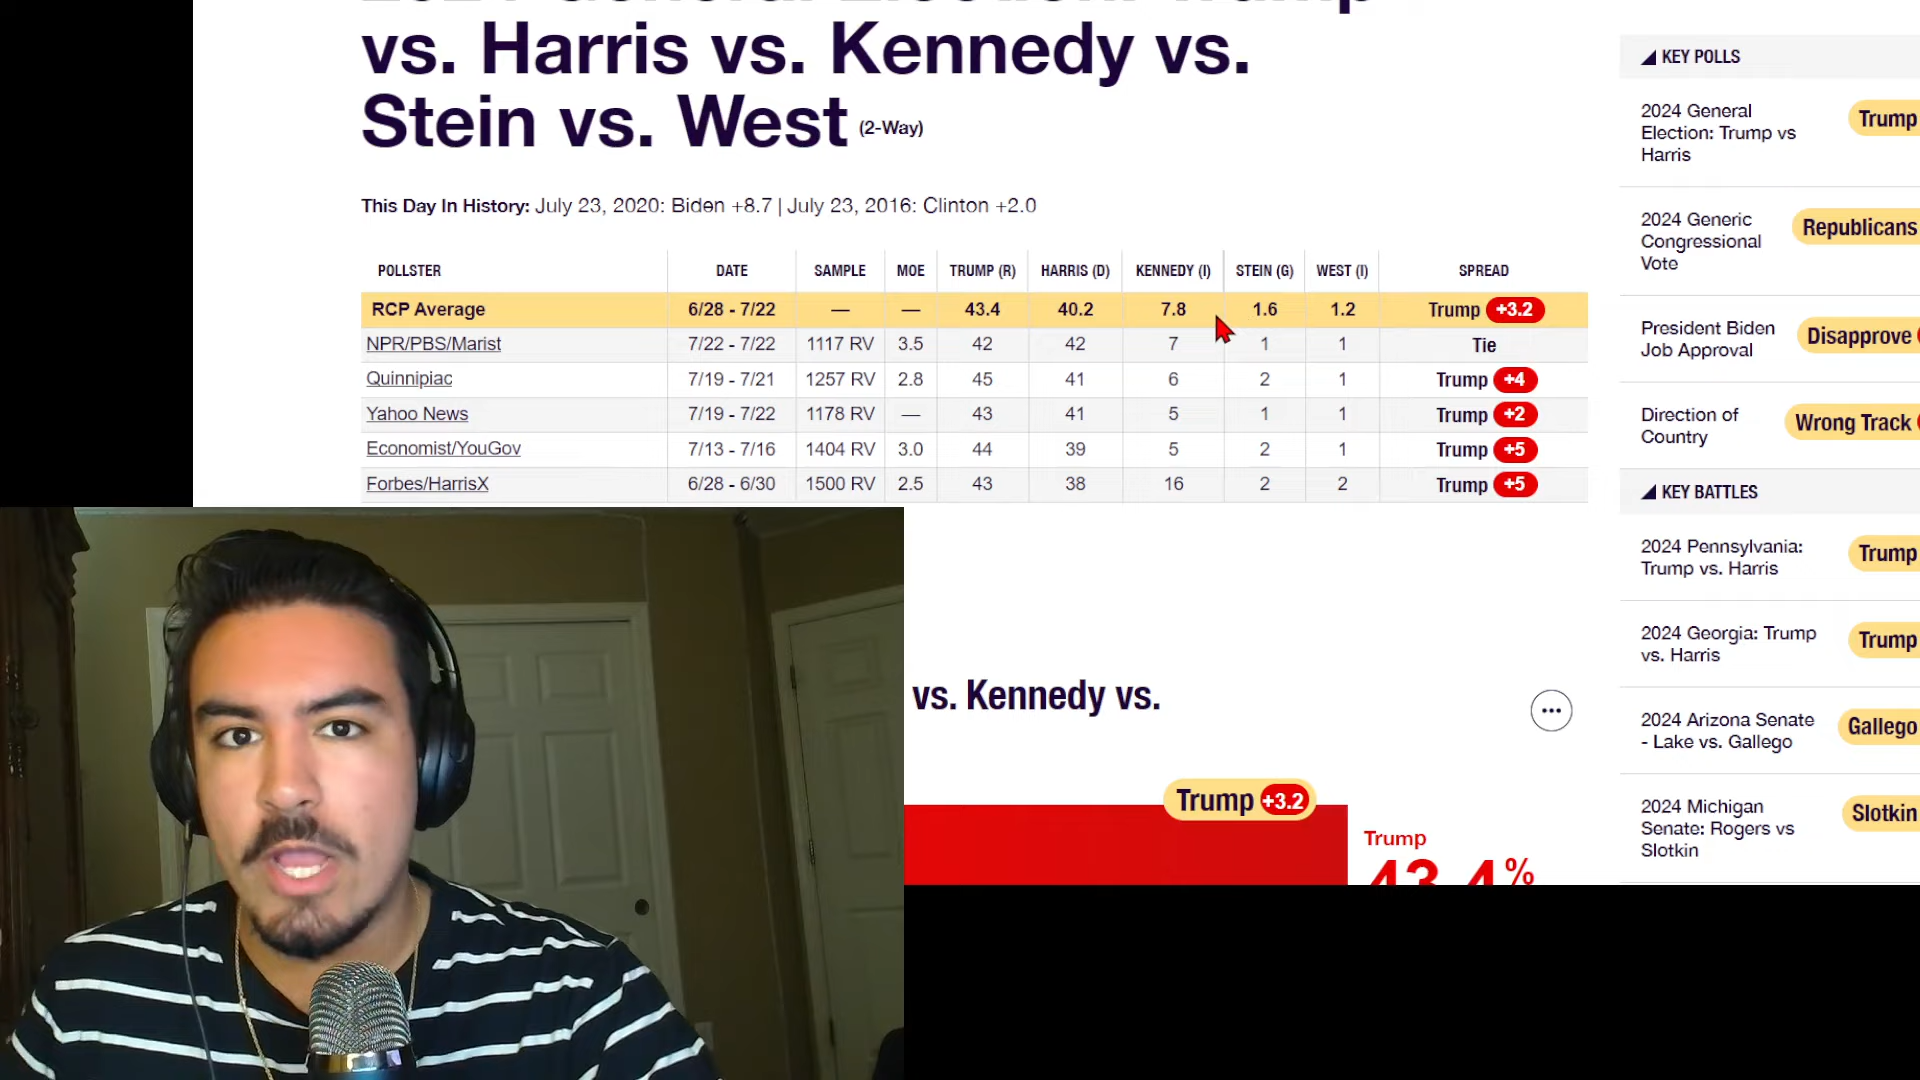 2024 General Election: Trump
vs. Harris vs. Kennedy vs.
Stein vs. West (2-Way)
This Day In History: July 23, 2020: Biden +8.7 | July 23, 2016: Clinton +2.0
POLLSTER DATE SAMPLE MOE TRUMP (R) HARRIS (D) KENNEDY (I) STEIN (G) WEST (I) SPREAD
RCP Average 6/28 - 7/22 — — 43.4 40.2 7.8 1.6 1.2 Trump +3.2
NPR/PBS/Marist 7/22 - 7/22 1117 RV 3.5 42 42 7 1 1 Tie
Quinnipiac 7/19 - 7/21 1257 RV 2.8 45 41 6 2 1 Trump +4
Yahoo News 7/19 - 7/22 1178 RV — 43 41 5 1 1 Trump +2
Economist/YouGov 7/13 - 7/16 1404 RV 3.0 44 39 5 2 1 Trump +5
Forbes/HarrisX 6/28 - 6/30 1500 RV 2.5 43 38 16 2 2 Trump +5
vs. Kennedy vs.
Trump +3.2
Trump
43.4%
KEY POLLS
2024 General
Election: Trump vs
Harris
Trump
2024 Generic
Congressional
Vote
Republicans
President Biden
Job Approval
Disapprove
Direction of
Country
Wrong Track
KEY BATTLES
2024 Pennsylvania:
Trump vs. Harris
Trump
2024 Georgia: Trump
vs. Harris
Trump
2024 Arizona Senate
- Lake vs. Gallego
Gallego
2024 Michigan
Senate: Rogers vs
Slotkin
Slotkin